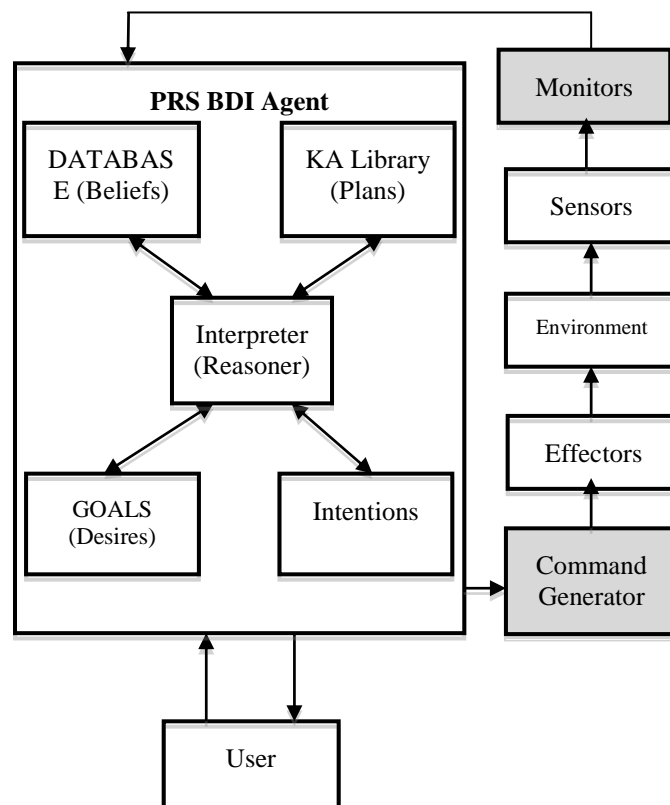 PRS BDI Agent
DATABAS
E (Beliefs)
KA Library
(Plans)
Interpreter
(Reasoner)
GOALS
(Desires)
Intentions
Monitors
Sensors
Environment
Effectors
Command
Generator
User